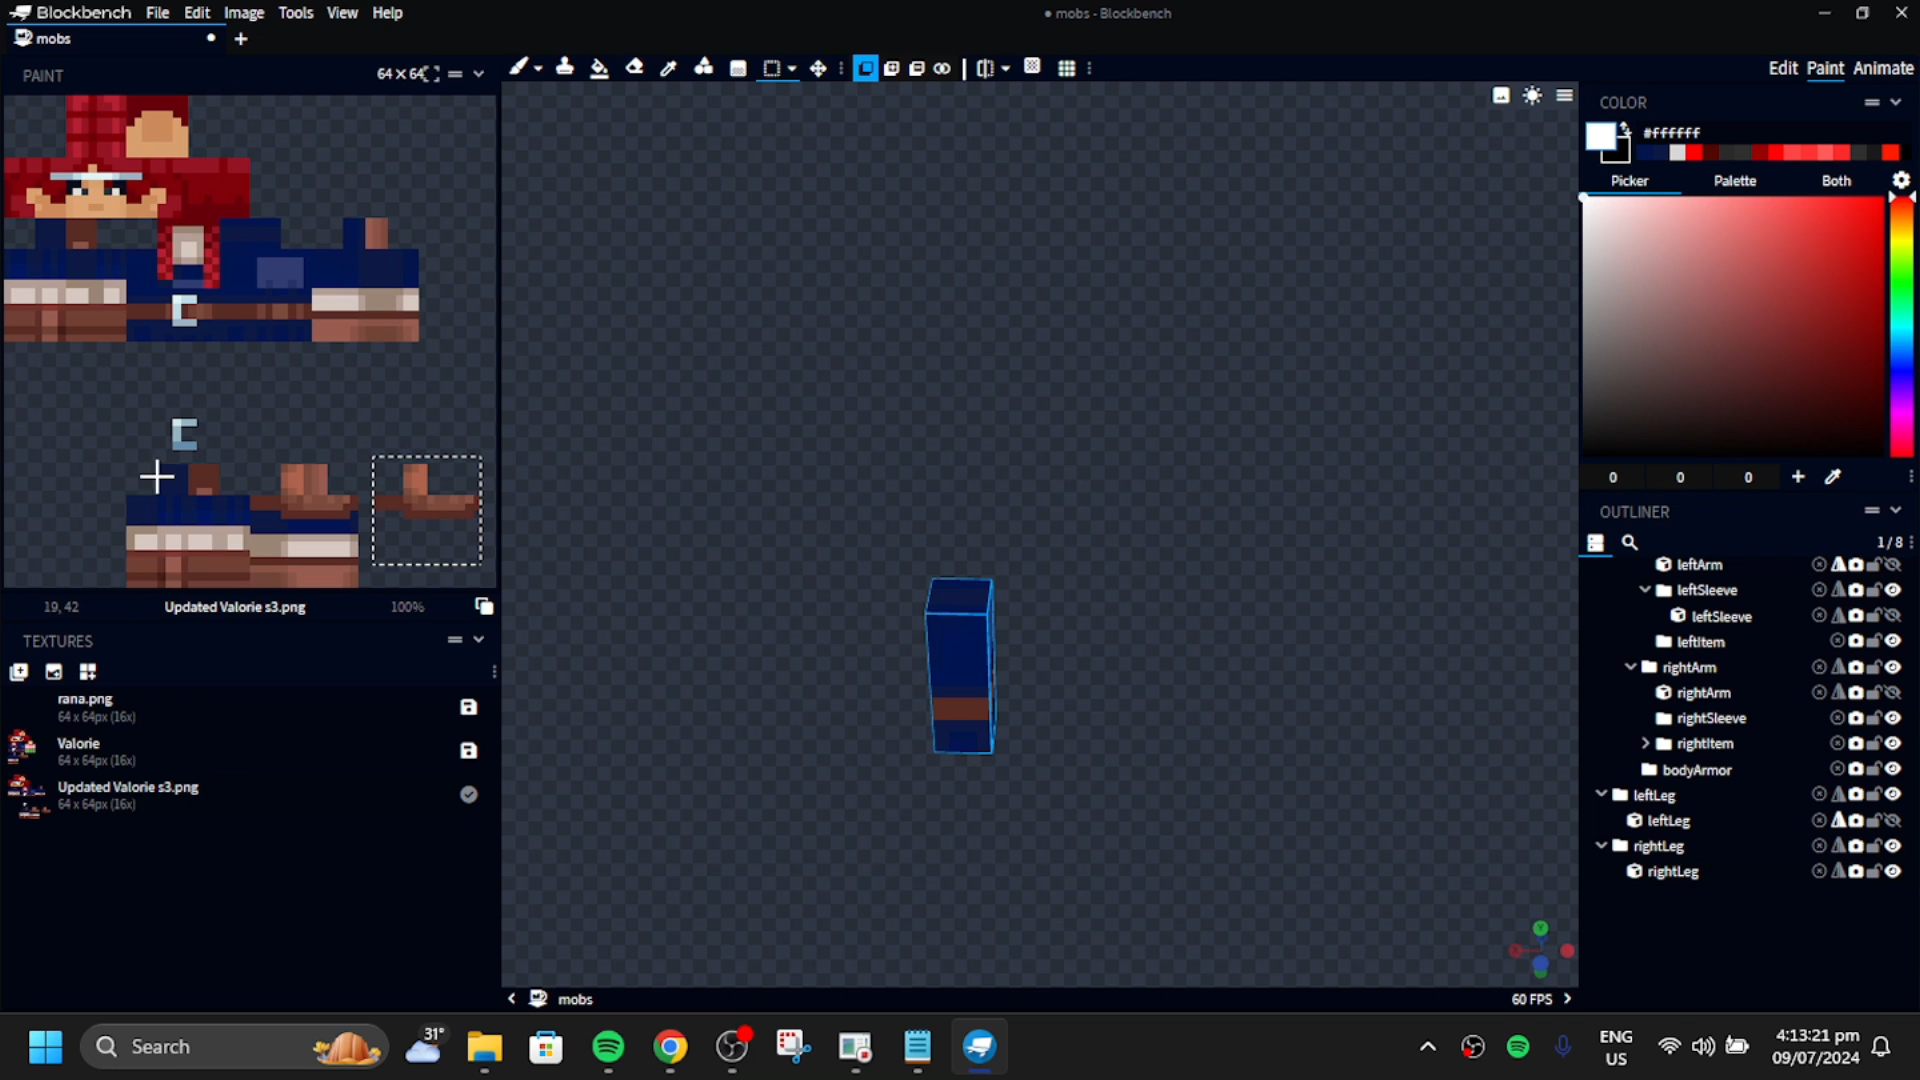 Blockbench File Edit Image Tools View Help
• mobs - Blockbench
mobs
PAINT
64×64
Edit Paint Animate
COLOR
#ffffff
Picker Palette Both
0 0 0
OUTLINER
1/8
leftArm
leftSleeve
leftSleeve
leftItem
rightArm
rightArm
rightSleeve
rightItem
bodyArmor
leftLeg
leftLeg
rightLeg
rightLeg
19, 42
Updated Valorie s3.png
100%
TEXTURES
rana.png
64 x 64px (16x)
Valorie
64 x 64px (16x)
Updated Valorie s3.png
64 x 64px (16x)
mobs
60 FPS
Search
31°
ENG
US
4:13:21 pm
09/07/2024